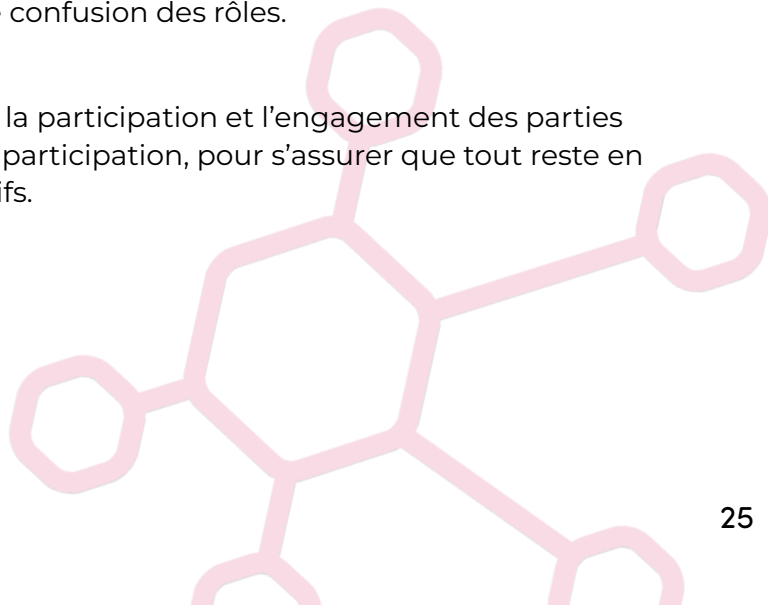 confusion des rôles.
la participation et l’engagement des parties
participation, pour s’assurer que tout reste en
ifs.
25